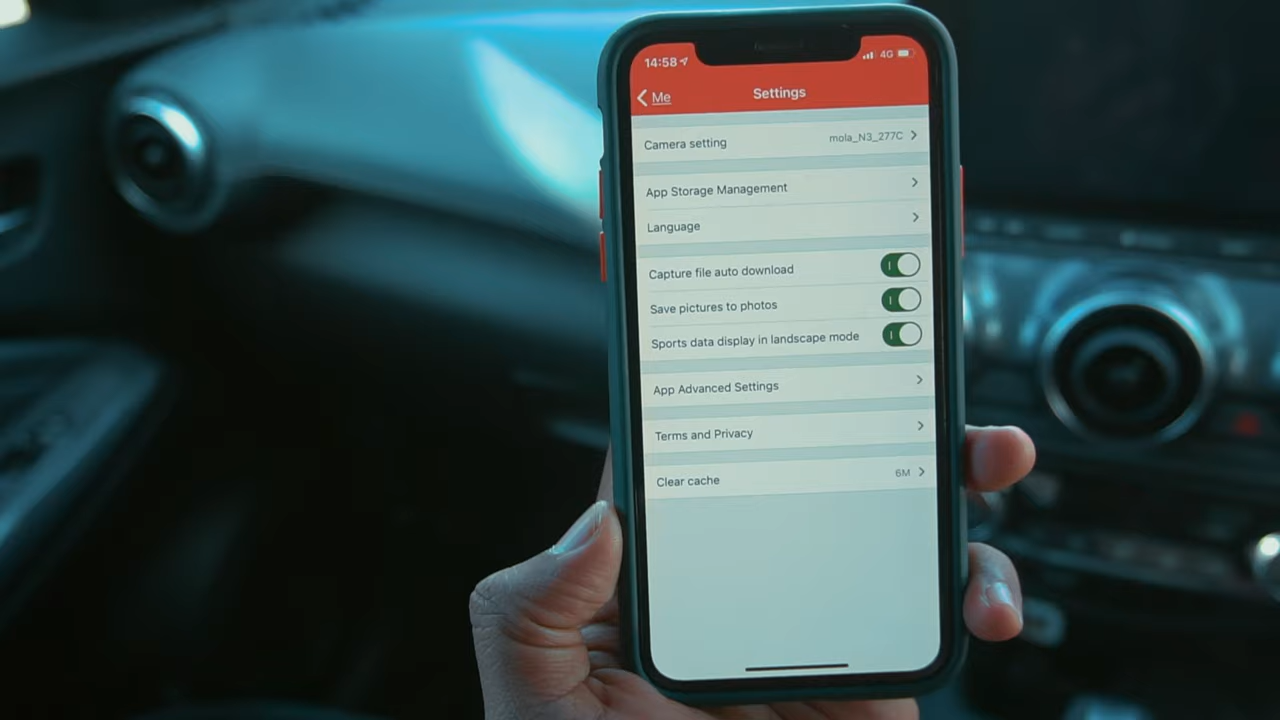 14:58
4G
Me
Settings
Camera setting
mola_N3_277C
App Storage Management
Language
Capture file auto download
Save pictures to photos
Sports data display in landscape mode
App Advanced Settings
Terms and Privacy
Clear cache
6M